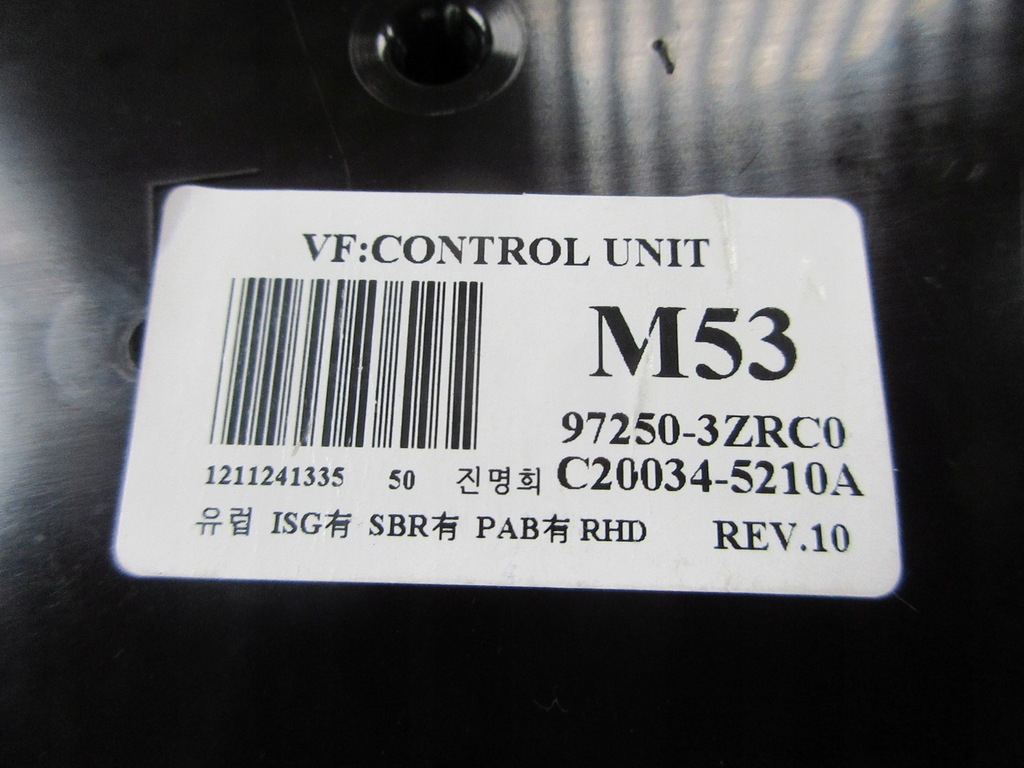 VF:CONTROL UNIT
M53
97250-3ZRC0
1211241335 50 진명희 C20034-5210A
유럽 ISG有 SBR有 PAB有 RHD REV.10